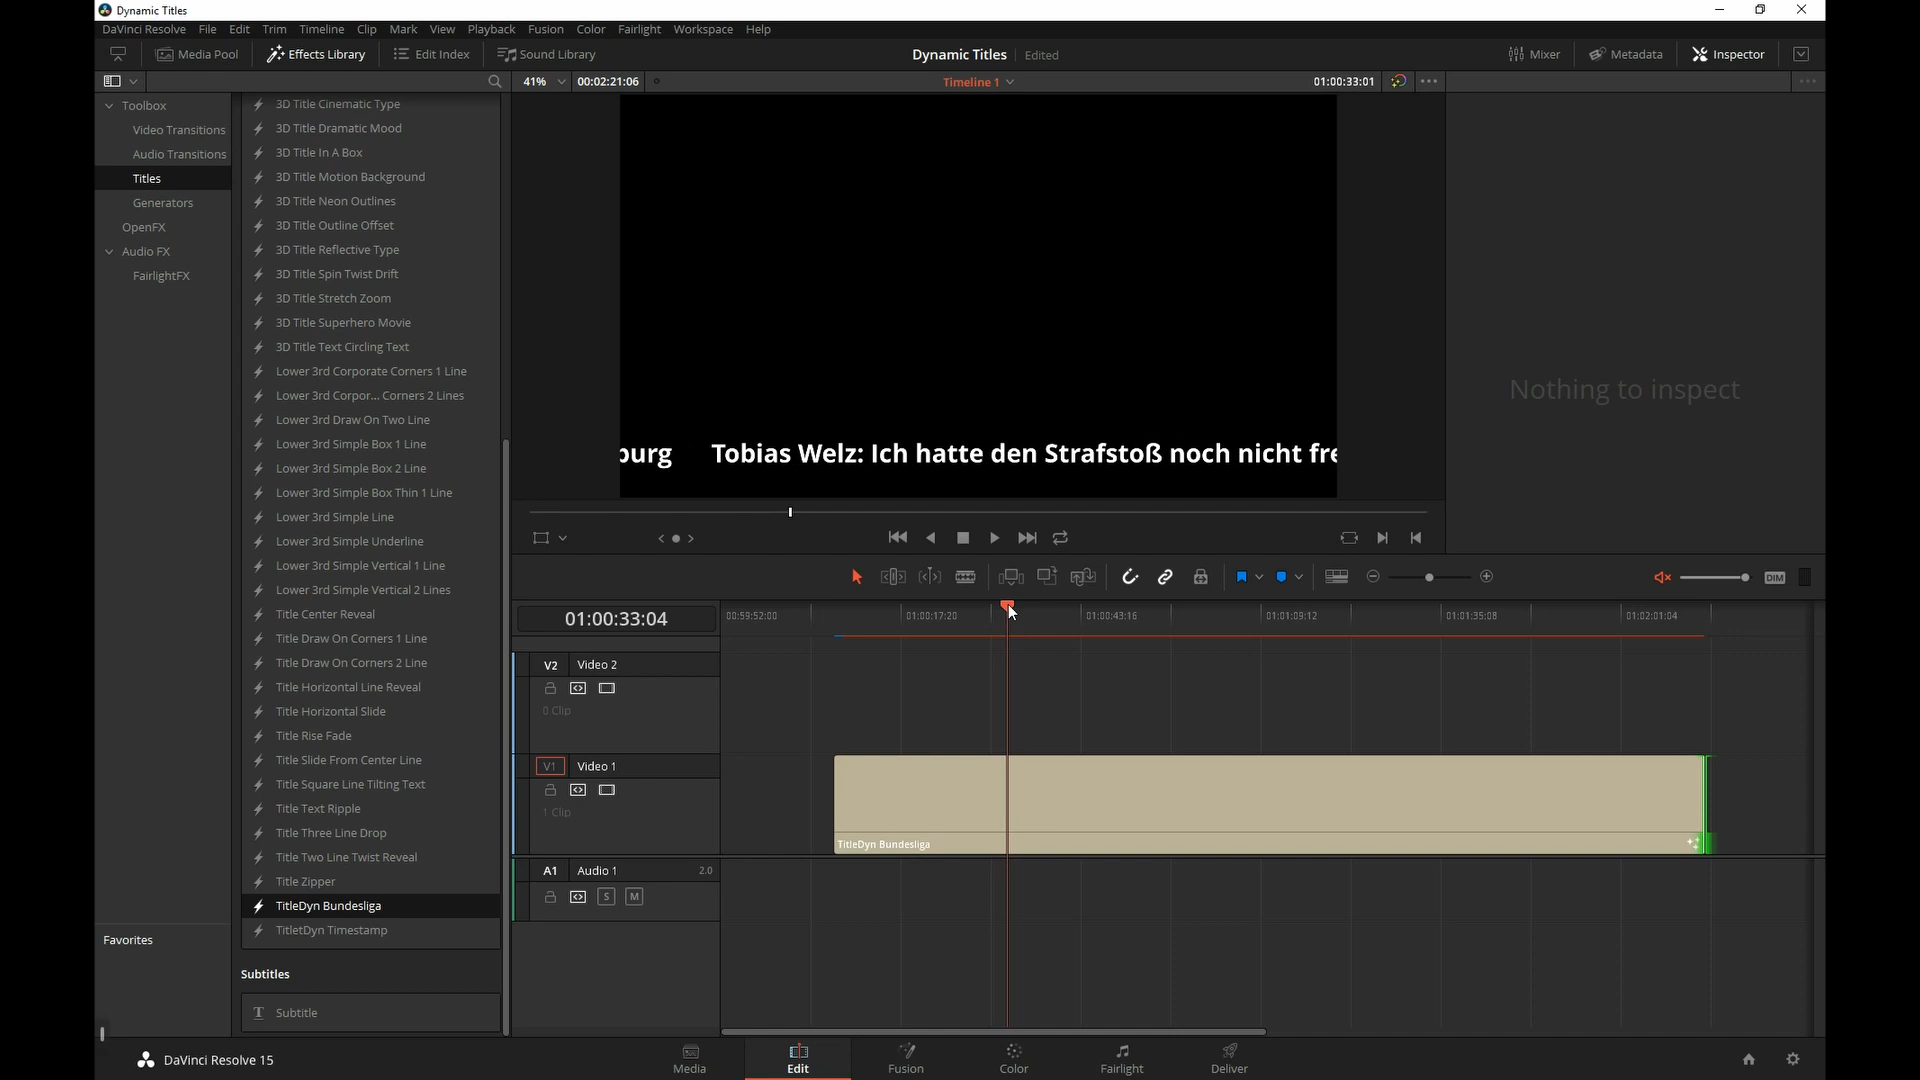 Dynamic Titles
DaVinci Resolve File Edit Trim Timeline Clip Mark View Playback Fusion Color Fairlight Workspace Help
Media Pool Effects Library Edit Index Sound Library Dynamic Titles Edited Mixer Metadata Inspector
41% 00:02:21:06 Timeline 1 01:00:33:01
Toolbox
Video Transitions
Audio Transitions
Titles
Generators
OpenFX
Audio FX
FairlightFX
Favorites
3D Title Cinematic Type
3D Title Dramatic Mood
3D Title In A Box
3D Title Motion Background
3D Title Neon Outlines
3D Title Outline Offset
3D Title Reflective Type
3D Title Spin Twist Drift
3D Title Stretch Zoom
3D Title Superhero Movie
3D Title Text Circling Text
Lower 3rd Corporate Corners 1 Line
Lower 3rd Corpor... Corners 2 Lines
Lower 3rd Draw On Two Line
Lower 3rd Simple Box 1 Line
Lower 3rd Simple Box 2 Line
Lower 3rd Simple Box Thin 1 Line
Lower 3rd Simple Line
Lower 3rd Simple Underline
Lower 3rd Simple Vertical 1 Line
Lower 3rd Simple Vertical 2 Lines
Title Center Reveal
Title Draw On Corners 1 Line
Title Draw On Corners 2 Line
Title Horizontal Line Reveal
Title Horizontal Slide
Title Rise Fade
Title Slide From Center Line
Title Square Line Tilting Text
Title Text Ripple
Title Three Line Drop
Title Two Line Twist Reveal
Title Zipper
TitleDyn Bundesliga
TitletDyn Timestamp
Subtitles
Subtitle
burg Tobias Welz: Ich hatte den Strafstoß noch nicht fre
Nothing to inspect
DIM
01:00:33:04 00:59:52:00 01:00:17:20 01:00:43:16 01:01:09:12 01:01:35:08 01:02:01:04
V2 Video 2
0 Clip
V1 Video 1
1 Clip
TitleDyn Bundesliga
A1 Audio 1 2.0
S M
DaVinci Resolve 15 Media Edit Fusion Color Fairlight Deliver